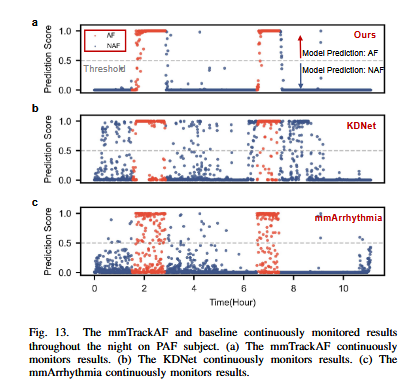 a
1.0
0.5
0.0
Prediction Score
AF
NAF
Threshold
Ours
Model Prediction: AF
Model Prediction: NAF
b
1.0
0.5
0.0
Prediction Score
KDNet
c
1.0
0.5
0.0
Prediction Score
mmArrhythmia
0 2 4 6 8 10
Time(Hour)
Fig. 13. The mmTrackAF and baseline continuously monitored results
throughout the night on PAF subject. (a) The mmTrackAF continuously
monitors results. (b) The KDNet continuously monitors results. (c) The
mmArrhythmia continuously monitors results.